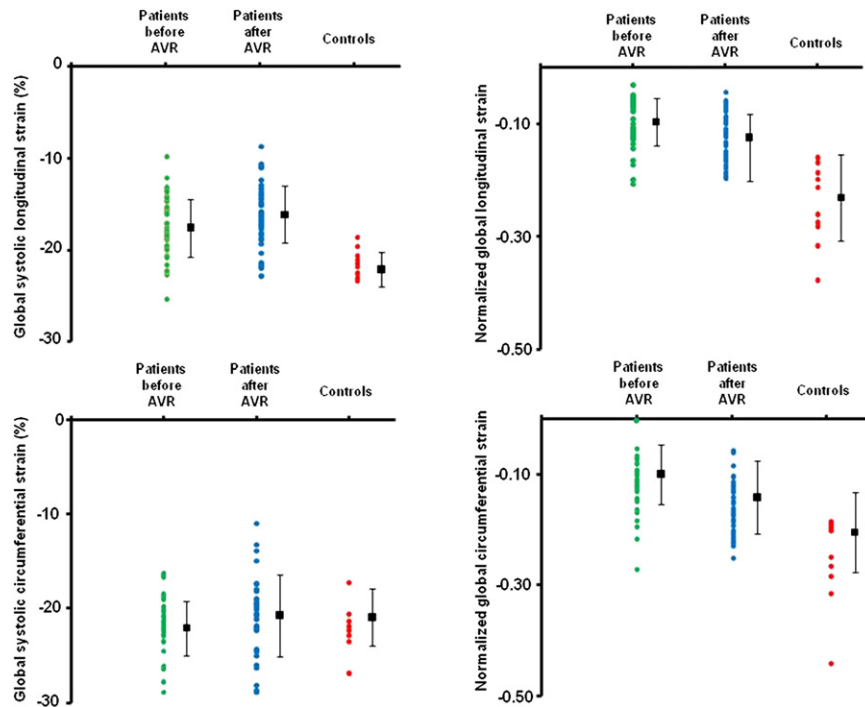 Patients before AVR
Patients after AVR
Controls
Global systolic longitudinal strain (%)
0
-10
-20
-30
Patients before AVR
Patients after AVR
Controls
Normalized global longitudinal strain
-0.10
-0.30
-0.50
Patients before AVR
Patients after AVR
Controls
Global systolic circumferential strain (%)
0
-10
-20
-30
Patients before AVR
Patients after AVR
Controls
Normalized global circumferential strain
-0.10
-0.30
-0.50